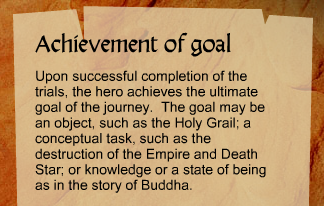 Achievement of goal
Upon successful completion of the
trials, the hero achieves the ultimate
goal of the journey.  The goal may be
an object, such as the Holy Grail; a
conceptual task, such as the
destruction of the Empire and Death
Star; or knowledge or a state of being
as in the story of Buddha.